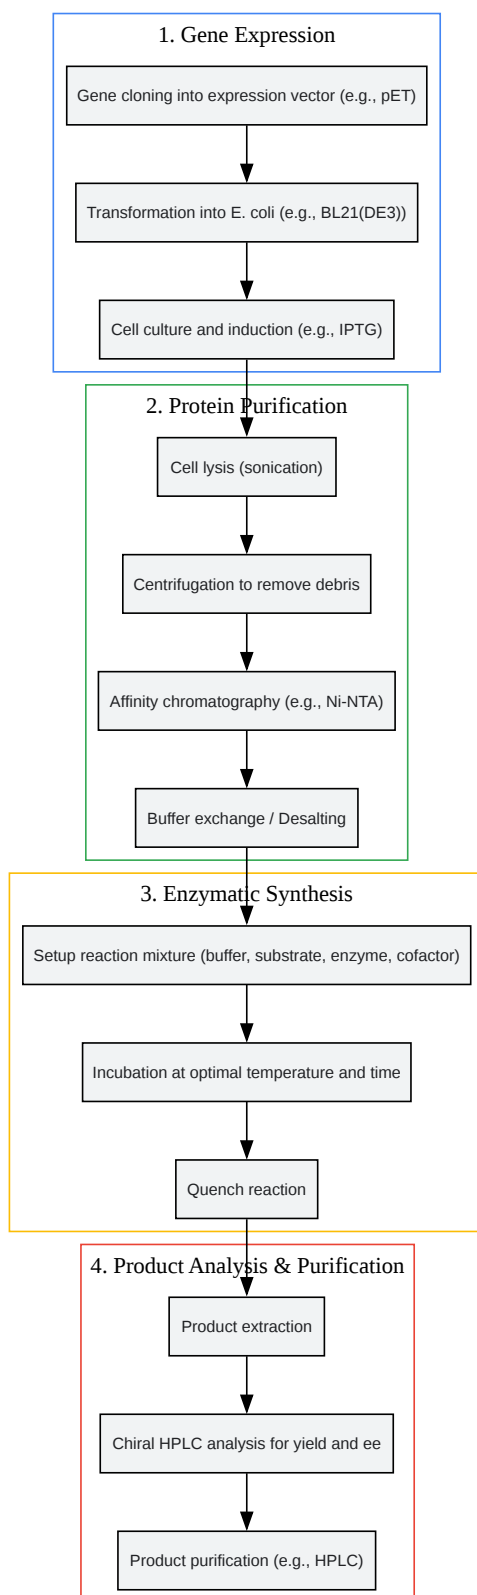 1. Gene Expression
Gene cloning into expression vector (e.g., pET)
Transformation into E. coli (e.g., BL21(DE3))
Cell culture and induction (e.g., IPTG)
2. Protein Purification
Cell lysis (sonication)
Centrifugation to remove debris
Affinity chromatography (e.g., Ni-NTA)
Buffer exchange / Desalting
3. Enzymatic Synthesis
Setup reaction mixture (buffer, substrate, enzyme, cofactor)
Incubation at optimal temperature and time
Quench reaction
4. Product Analysis & Purification
Product extraction
Chiral HPLC analysis for yield and ee
Product purification (e.g., HPLC)